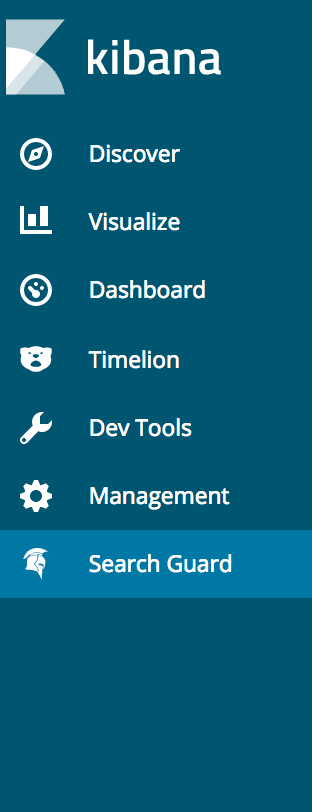 kibana
Discover
Visualize
Dashboard
Timelion
Dev Tools
Management
Search Guard